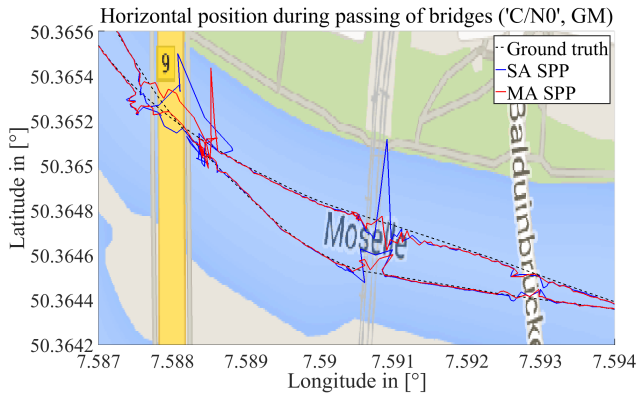 Horizontal position during passing of bridges ('C/N0', GM)
50.3656
50.3654
50.3652
50.365
50.3648
50.3646
50.3644
50.3642
Latitude in [°]
9
Ground truth
SA SPP
MA SPP
Moselle
Balduinbrücke
7.587 7.588 7.589 7.59 7.591 7.592 7.593 7.594
Longitude in [°]